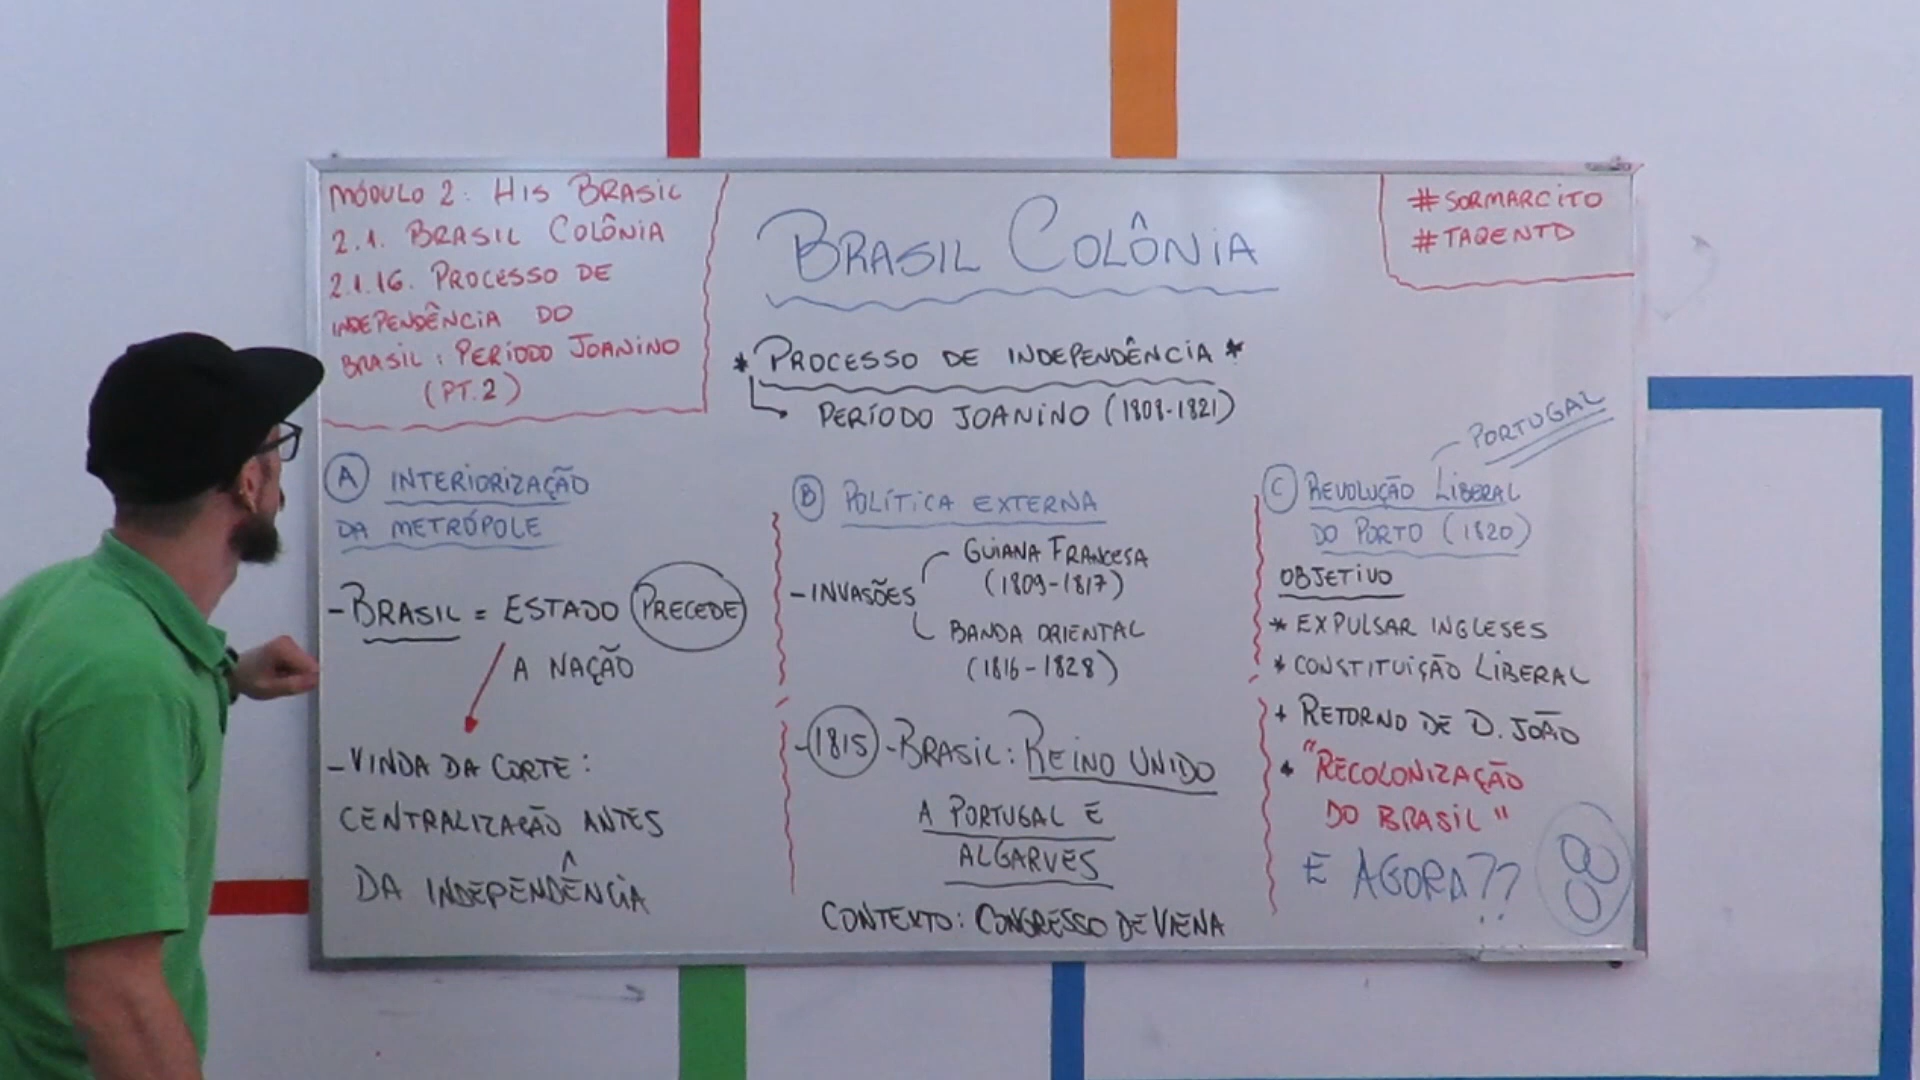 MÓDULO 2: HIS BRASIL
2.1. BRASIL COLÔNIA
2.1.16. PROCESSO DE
INDEPENDÊNCIA DO
BRASIL: PERÍODO JOANINO
(PT.2)
BRASIL COLÔNIA
#SORMARCITO
#TAQENTD
* PROCESSO DE INDEPENDÊNCIA *
PERÍODO JOANINO (1808-1821)
A INTERIORIZAÇÃO
DA METRÓPOLE
- BRASIL = ESTADO PRECEDE
A NAÇÃO
- VINDA DA CORTE:
CENTRALIZAÇÃO ANTES
DA INDEPENDÊNCIA
B POLÍTICA EXTERNA
- INVASÕES
GUIANA FRANCESA
(1809-1817)
BANDA ORIENTAL
(1816-1828)
- 1815 - BRASIL: REINO UNIDO
A PORTUGAL E
ALGARVES
CONTEXTO: CONGRESSO DE VIENA
PORTUGAL
C REVOLUÇÃO LIBERAL
DO PORTO (1820)
OBJETIVO
* EXPULSAR INGLESES
* CONSTITUIÇÃO LIBERAL
+ RETORNO DE D. JOÃO
+ "RECOLONIZAÇÃO
DO BRASIL"
E AGORA??